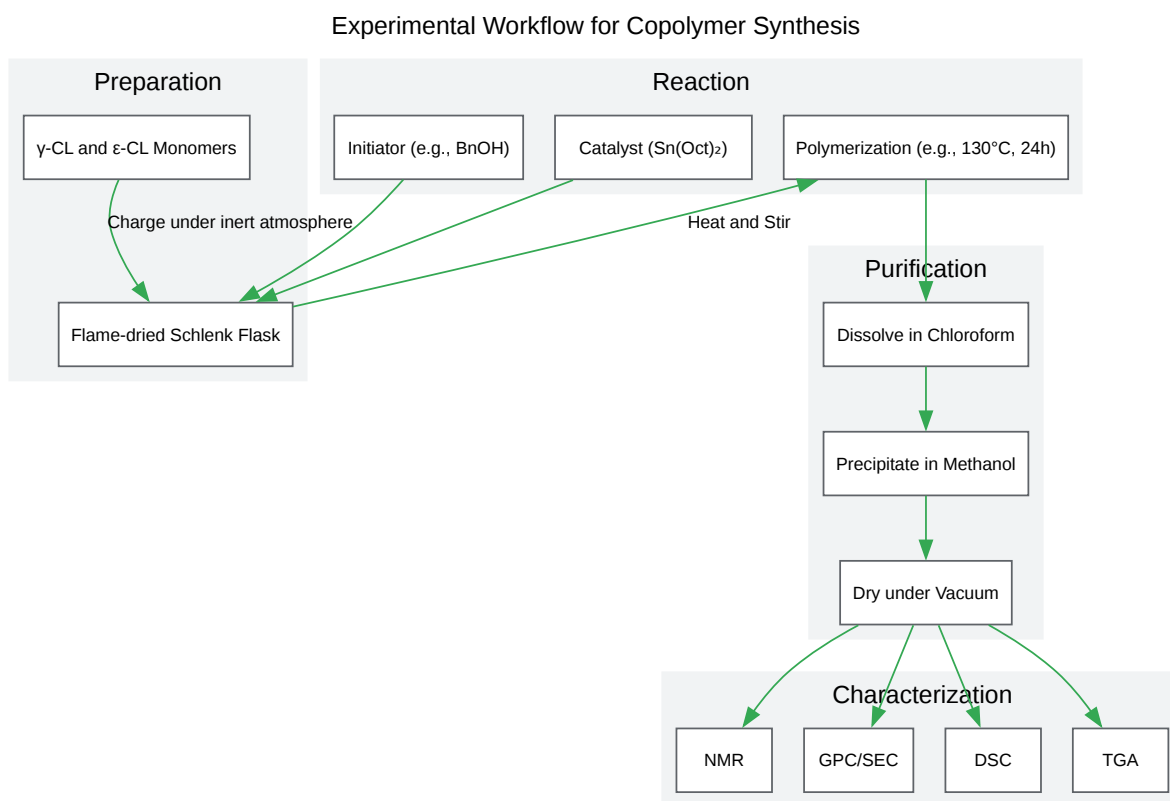 Experimental Workflow for Copolymer Synthesis
Preparation
Reaction
γ-CL and ε-CL Monomers
Initiator (e.g., BnOH)
Catalyst (Sn(Oct)₂)
Polymerization (e.g., 130°C, 24h)
Charge under inert atmosphere
Heat and Stir
Purification
Flame-dried Schlenk Flask
Dissolve in Chloroform
Precipitate in Methanol
Dry under Vacuum
Characterization
NMR
GPC/SEC
DSC
TGA